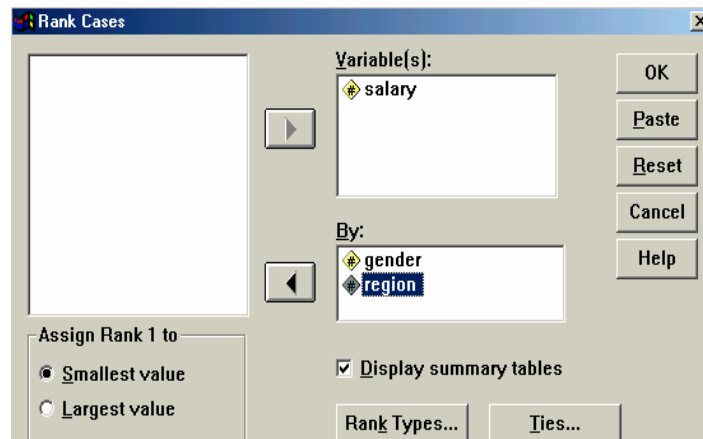 Rank Cases
Variable(s):
salary
OK
Paste
Reset
Cancel
Help
By:
gender
region
Assign Rank 1 to
Smallest value
Largest value
Display summary tables
Rank Types...
Ties...